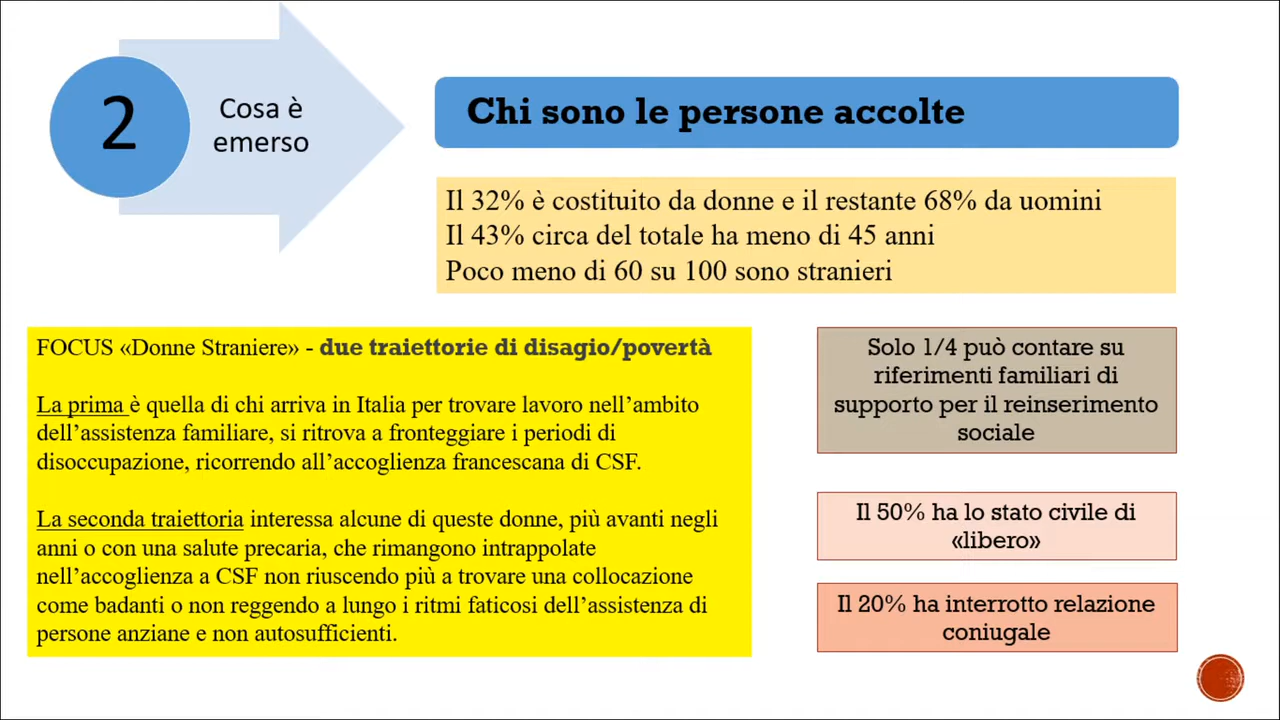 2
Cosa è
emerso
Chi sono le persone accolte
Il 32% è costituito da donne e il restante 68% da uomini
Il 43% circa del totale ha meno di 45 anni
Poco meno di 60 su 100 sono stranieri
FOCUS «Donne Straniere» - due traiettorie di disagio/povertà
La prima è quella di chi arriva in Italia per trovare lavoro nell’ambito
dell’assistenza familiare, si ritrova a fronteggiare i periodi di
disoccupazione, ricorrendo all’accoglienza francescana di CSF.
La seconda traiettoria interessa alcune di queste donne, più avanti negli
anni o con una salute precaria, che rimangono intrappolate
nell’accoglienza a CSF non riuscendo più a trovare una collocazione
come badanti o non reggendo a lungo i ritmi faticosi dell’assistenza di
persone anziane e non autosufficienti.
Solo 1/4 può contare su
riferimenti familiari di
supporto per il reinserimento
sociale
Il 50% ha lo stato civile di
«libero»
Il 20% ha interrotto relazione
coniugale